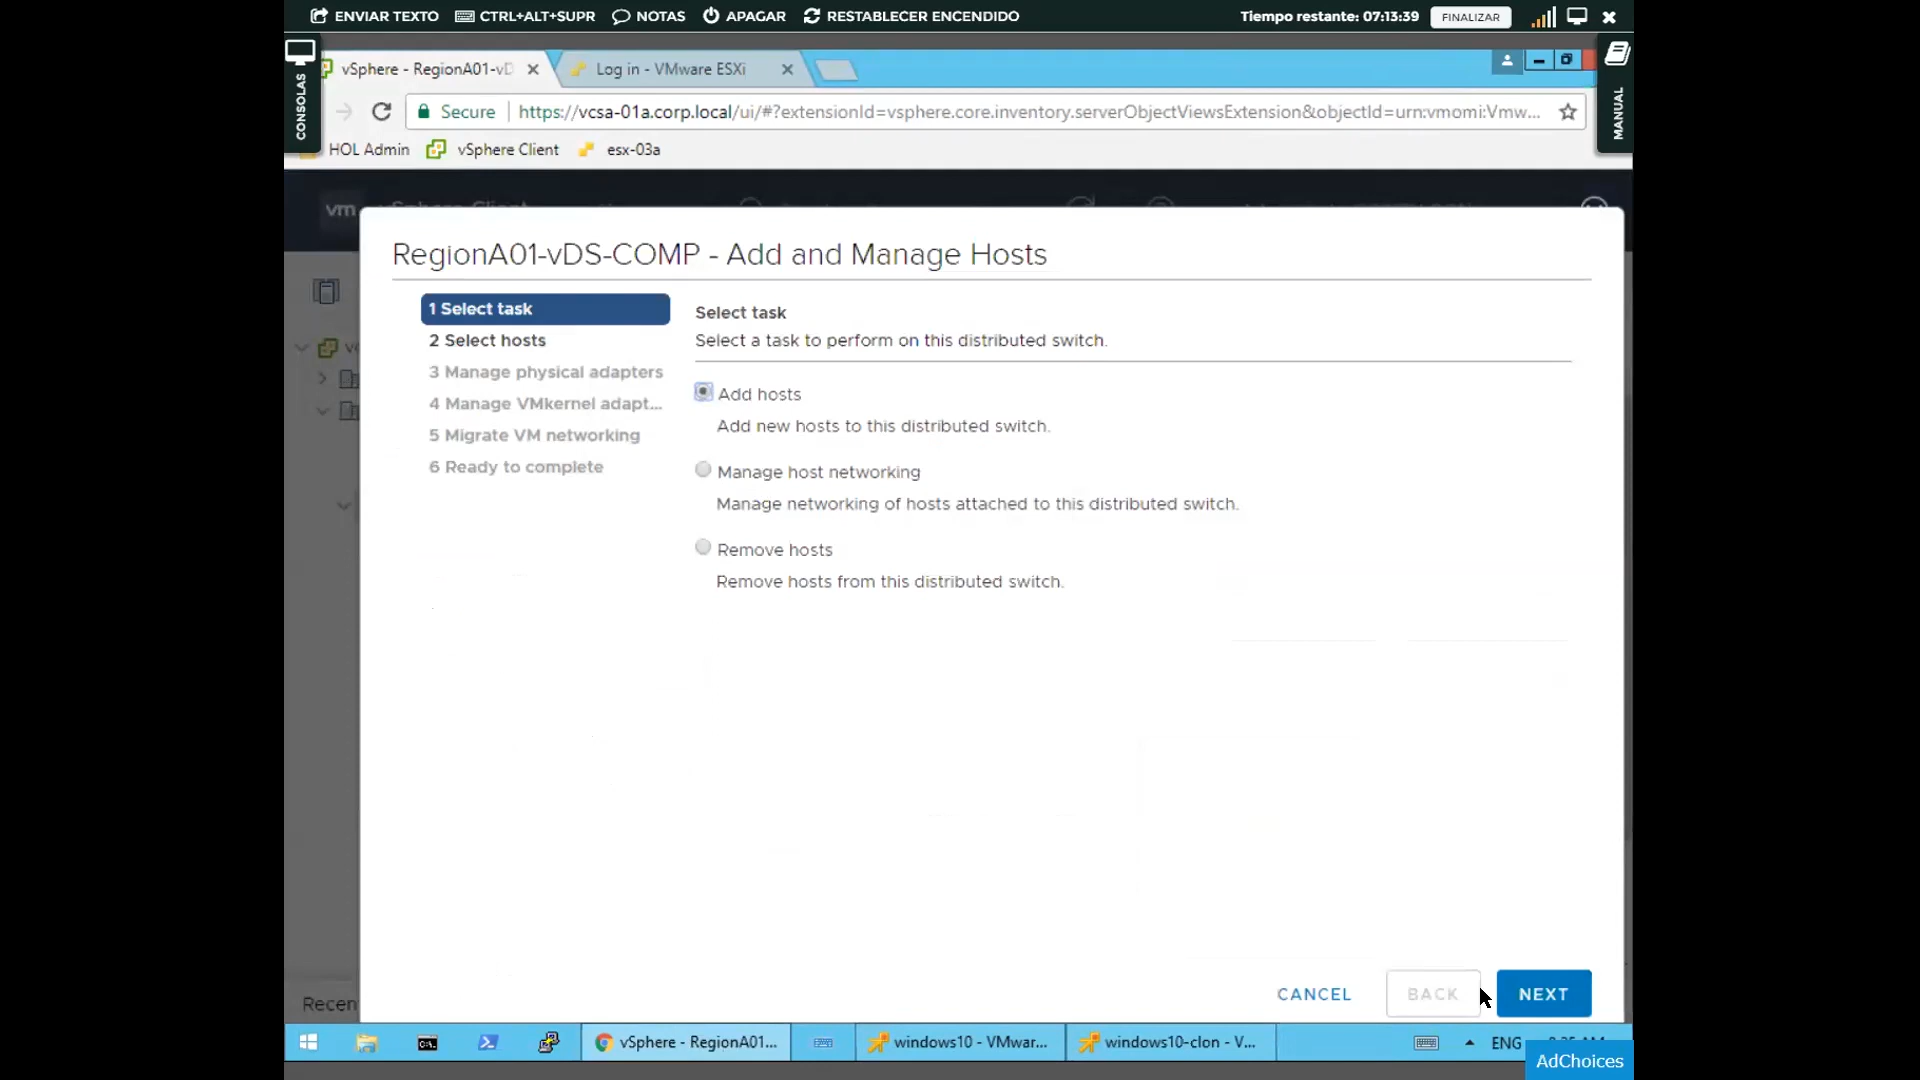 ENVIAR TEXTO CTRL+ALT+SUPR NOTAS APAGAR RESTABLECER ENCENDIDO Tiempo restante: 07:13:39 FINALIZAR
CONSOLAS
MANUAL
vSphere - RegionA01-vD Log in - VMware ESXi
Secure https://vcsa-01a.corp.local/ui/#?extensionId=vsphere.core.inventory.serverObjectViewsExtension&objectId=urn:vmomi:Vmw...
HOL Admin vSphere Client esx-03a
vm vSphere Client
RegionA01-vDS-COMP - Add and Manage Hosts
1 Select task
2 Select hosts
3 Manage physical adapters
4 Manage VMkernel adapt...
5 Migrate VM networking
6 Ready to complete
Select task
Select a task to perform on this distributed switch.
Add hosts
Add new hosts to this distributed switch.
Manage host networking
Manage networking of hosts attached to this distributed switch.
Remove hosts
Remove hosts from this distributed switch.
Recen
CANCEL BACK NEXT
vSphere - RegionA01... windows10 - VMwar... windows10-clon - V... ENG
AdChoices